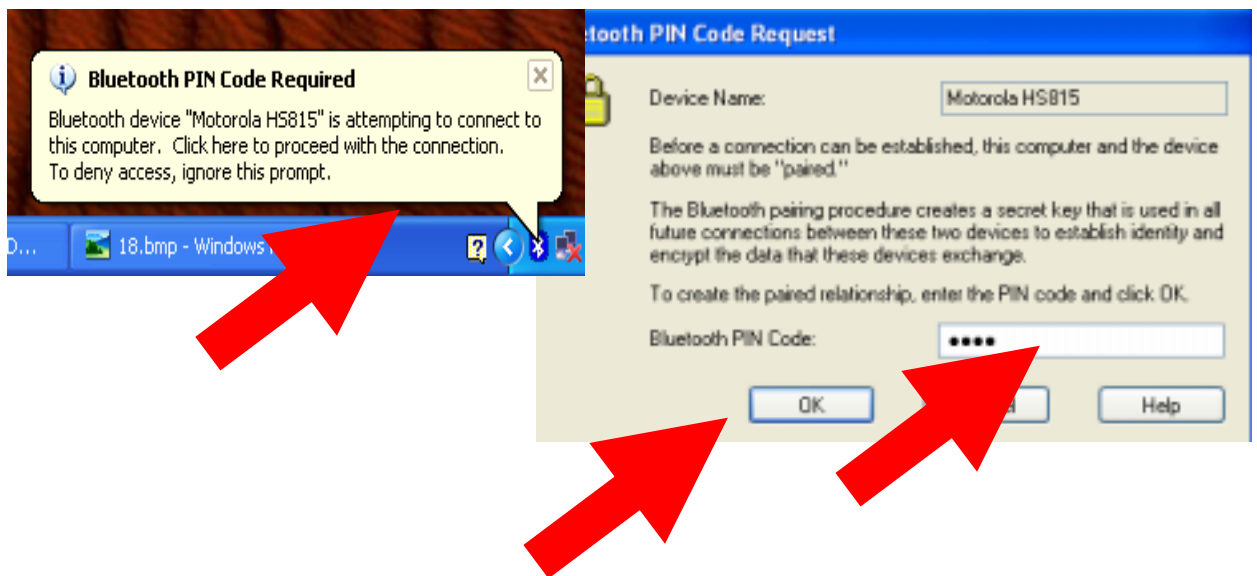 Bluetooth PIN Code Required
Bluetooth device "Motorola HS815" is attempting to connect to
this computer. Click here to proceed with the connection.
To deny access, ignore this prompt.
18.bmp - Windows
tooth PIN Code Request
Device Name: Motorola HS815
Before a connection can be established, this computer and the device
above must be "paired."
The Bluetooth pairing procedure creates a secret key that is used in all
future connections between these two devices to establish identity and
encrypt the data that these devices exchange.
To create the paired relationship, enter the PIN code and click OK.
Bluetooth PIN Code: ••••
OK Help